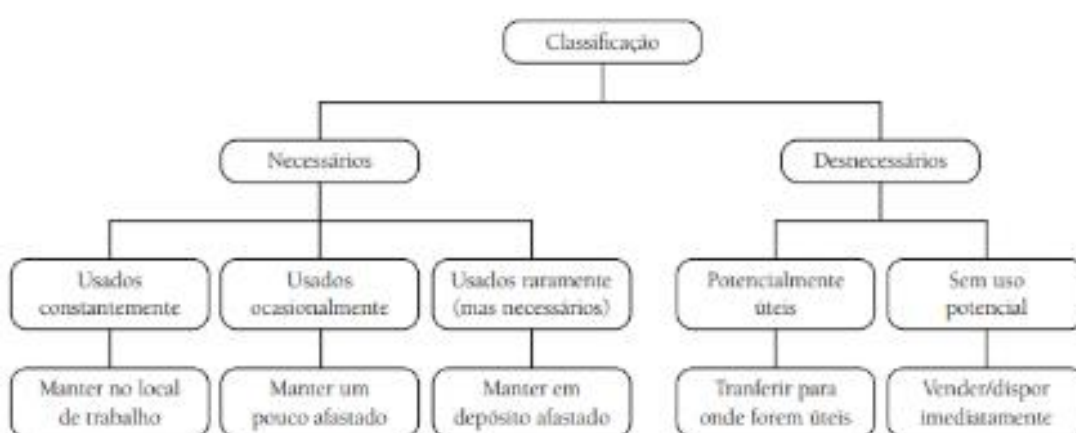 Classificação
Necessários
Desnecessários
Usados
constantemente
Usados
ocasionalmente
Usados raramente
(mas necessários)
Potencialmente
úteis
Sem uso
potencial
Manter no local
de trabalho
Manter um
pouco afastado
Manter em
depósito afastado
Tranferir para
onde forem úteis
Vender/dispor
imediatamente